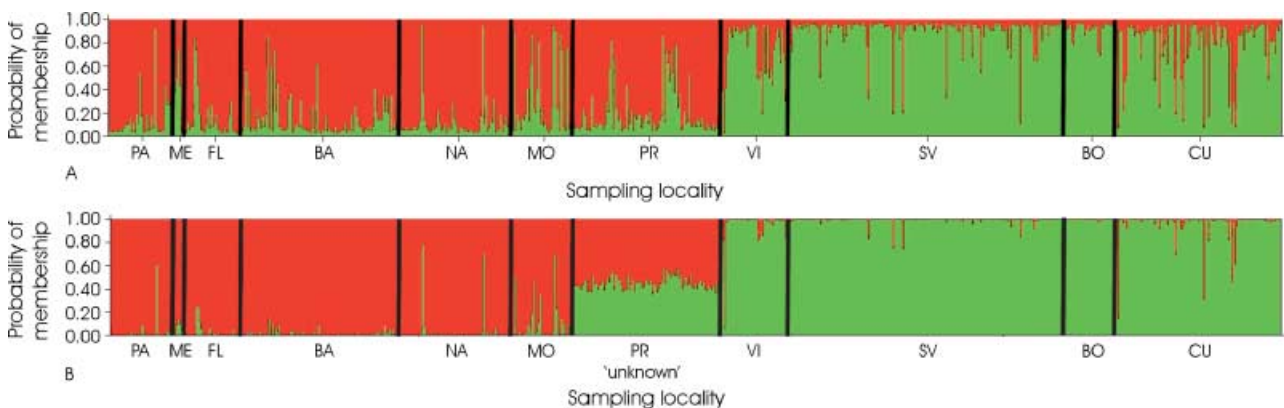 Probability of
membership
1.00
0.80
0.60
0.40
0.20
0.00
PA ME FL BA NA MO PR VI SV BO CU
A
Sampling locality
Probability of
membership
1.00
0.80
0.60
0.40
0.20
0.00
PA ME FL BA NA MO PR VI SV BO CU
'unknown'
B
Sampling locality